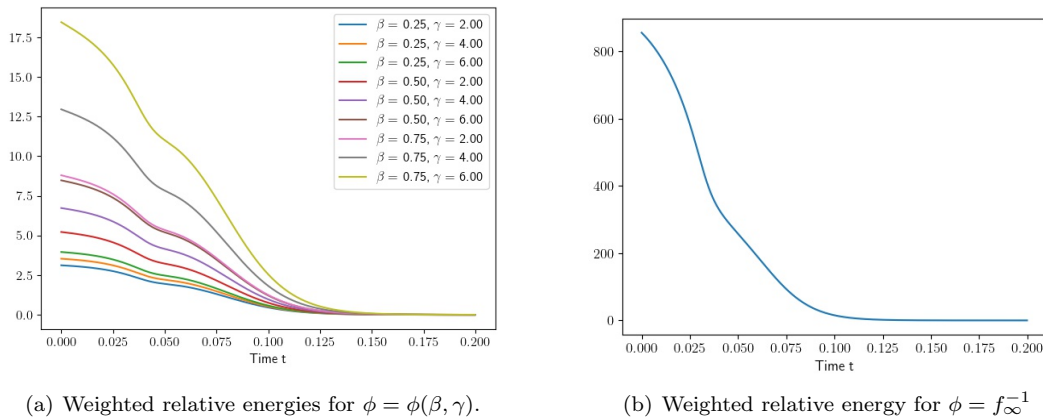 17.5
15.0
12.5
10.0
7.5
5.0
2.5
0.0
β = 0.25, γ = 2.00
β = 0.25, γ = 4.00
β = 0.25, γ = 6.00
β = 0.50, γ = 2.00
β = 0.50, γ = 4.00
β = 0.50, γ = 6.00
β = 0.75, γ = 2.00
β = 0.75, γ = 4.00
β = 0.75, γ = 6.00
0.000 0.025 0.050 0.075 0.100 0.125 0.150 0.175 0.200
Time t
(a) Weighted relative energies for ϕ = ϕ(β, γ).
800
600
400
200
0
0.000 0.025 0.050 0.075 0.100 0.125 0.150 0.175 0.200
Time t
(b) Weighted relative energy for ϕ = f∞⁻¹